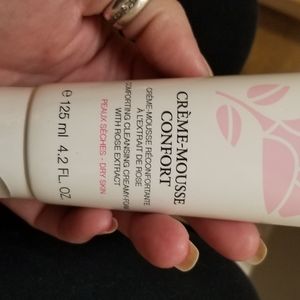 CRÈME-MOUSSE
CONFORT
CRÈME-MOUSSE RÉCONFORTANTE
À L'EXTRAIT DE ROSE
COMFORTING CLEANSING CREAMY-FOAM
WITH ROSE EXTRACT
PEAUX SÈCHES - DRY SKIN
℮ 125 ml 4.2 FL. OZ